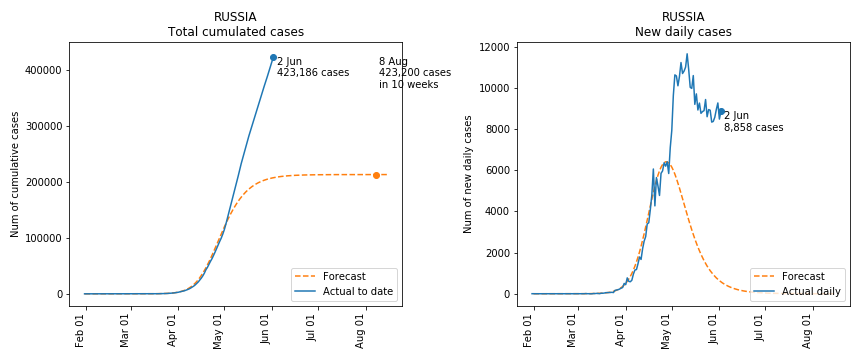 RUSSIA
Total cumulated cases
Num of cumulative cases
400000
300000
200000
100000
0
2 Jun
423,186 cases
8 Aug
423,200 cases
in 10 weeks
Forecast
Actual to date
Feb 01
Mar 01
Apr 01
May 01
Jun 01
Jul 01
Aug 01
RUSSIA
New daily cases
Num of new daily cases
12000
10000
8000
6000
4000
2000
0
2 Jun
8,858 cases
Forecast
Actual daily
Feb 01
Mar 01
Apr 01
May 01
Jun 01
Jul 01
Aug 01